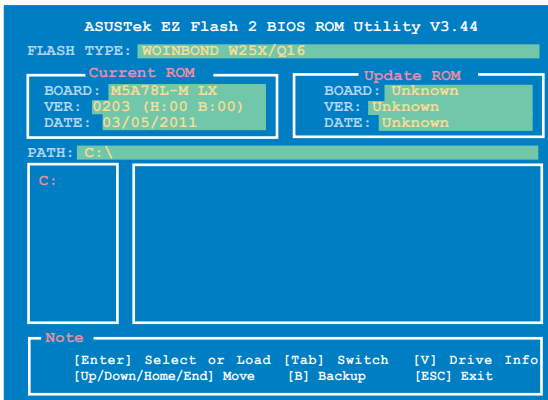 ASUSTek EZ Flash 2 BIOS ROM Utility V3.44
FLASH TYPE: WOINBOND W25X/Q16
Current ROM
BOARD: M5A78L-M LX
VER: 0203 (H:00 B:00)
DATE: 03/05/2011
Update ROM
BOARD: Unknown
VER: Unknown
DATE: Unknown
PATH: C:\
C:
Note
[Enter] Select or Load [Tab] Switch [V] Drive Info
[Up/Down/Home/End] Move [B] Backup [ESC] Exit